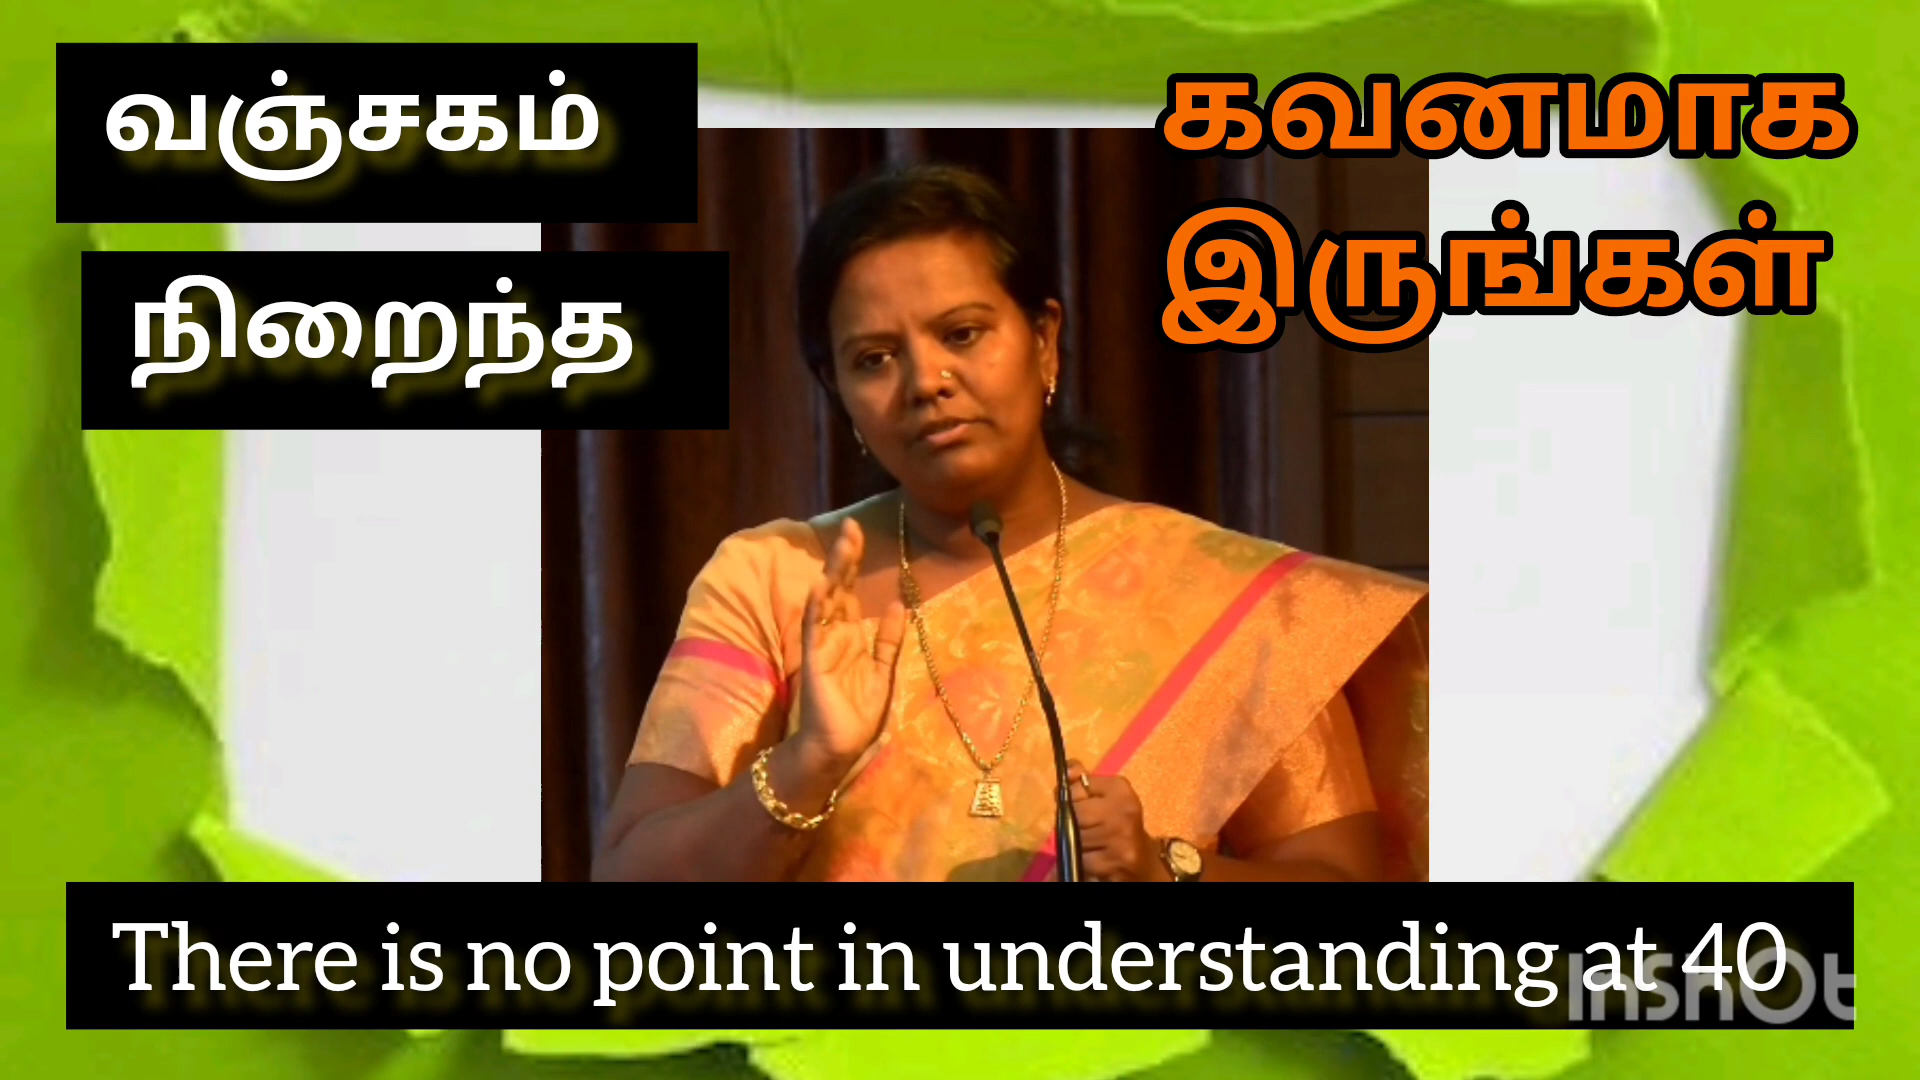 வஞ்சகம்
நிறைந்த
கவனமாக
இருங்கள்
There is no point in understanding at 40
InShOt